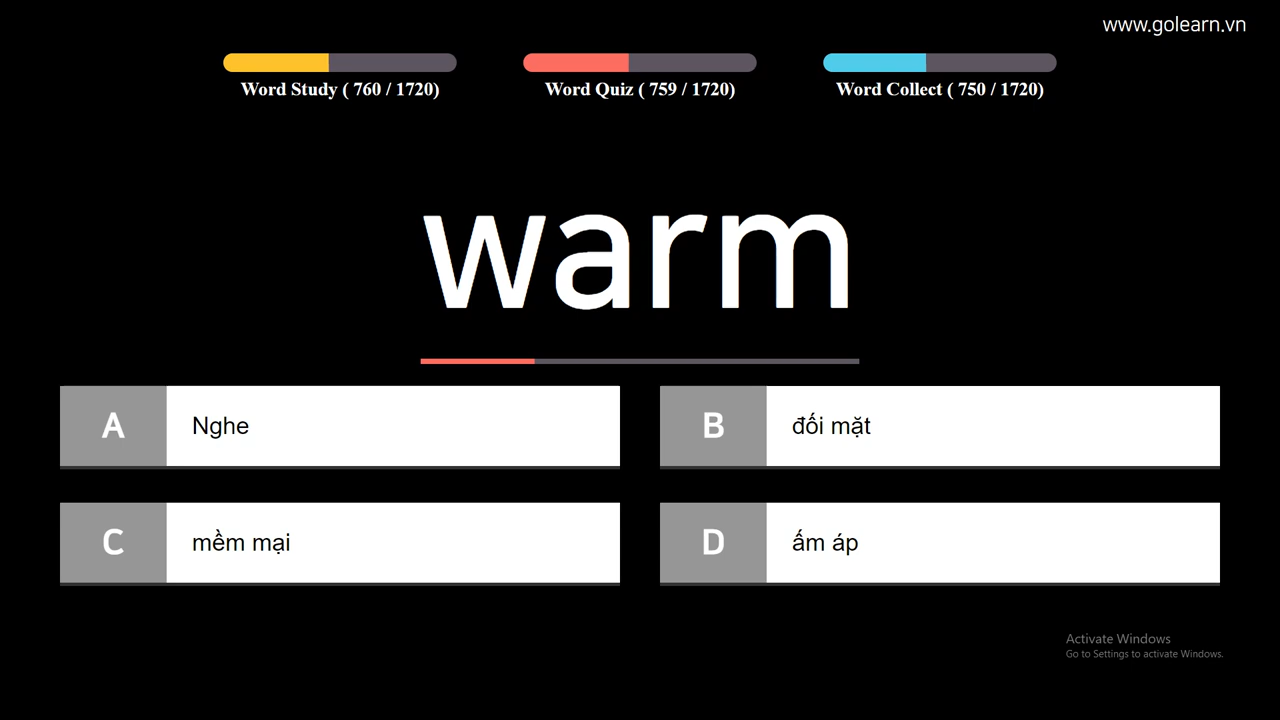 www.golearn.vn
Word Study ( 760 / 1720)
Word Quiz ( 759 / 1720)
Word Collect ( 750 / 1720)
warm
A Nghe
B đối mặt
C mềm mại
D ấm áp
Activate Windows
Go to Settings to activate Windows.